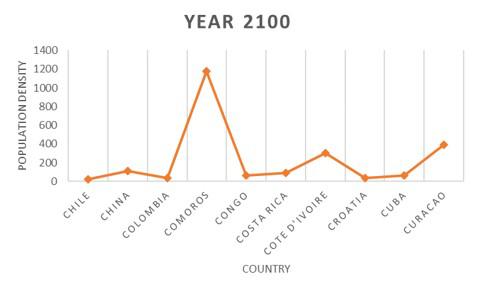 YEAR 2100
POPULATION DENSITY
1400
1200
1000
800
600
400
200
0
CHILE
CHINA
COLOMBIA
COMOROS
CONGO
COSTA RICA
COTE D'IVOIRE
CROATIA
CUBA
CURACAO
COUNTRY